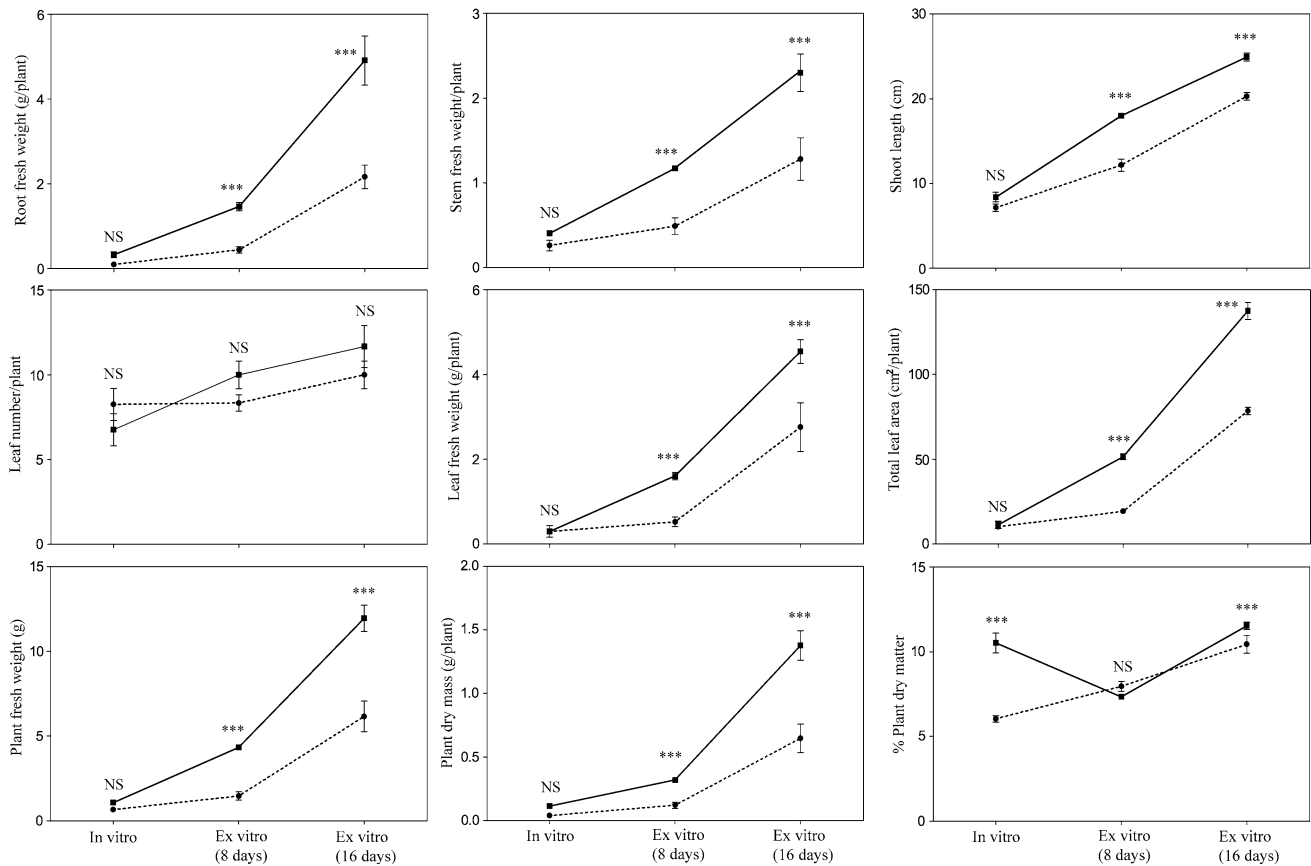 Root fresh weight (g/plant)
6
4
2
0
NS
***
***
Stem fresh weight/plant
3
2
1
0
NS
***
***
Shoot length (cm)
30
20
10
0
NS
***
***
Leaf number/plant
15
10
5
0
NS
NS
NS
Leaf fresh weight (g/plant)
6
4
2
0
NS
***
***
Total leaf area (cm²/plant)
150
100
50
0
NS
***
***
Plant fresh weight (g)
15
10
5
0
NS
***
***
In vitro
Ex vitro
(8 days)
Ex vitro
(16 days)
Plant dry mass (g/plant)
2.0
1.5
1.0
0.5
0.0
NS
***
***
In vitro
Ex vitro
(8 days)
Ex vitro
(16 days)
% Plant dry matter
15
10
5
0
***
NS
***
In vitro
Ex vitro
(8 days)
Ex vitro
(16 days)